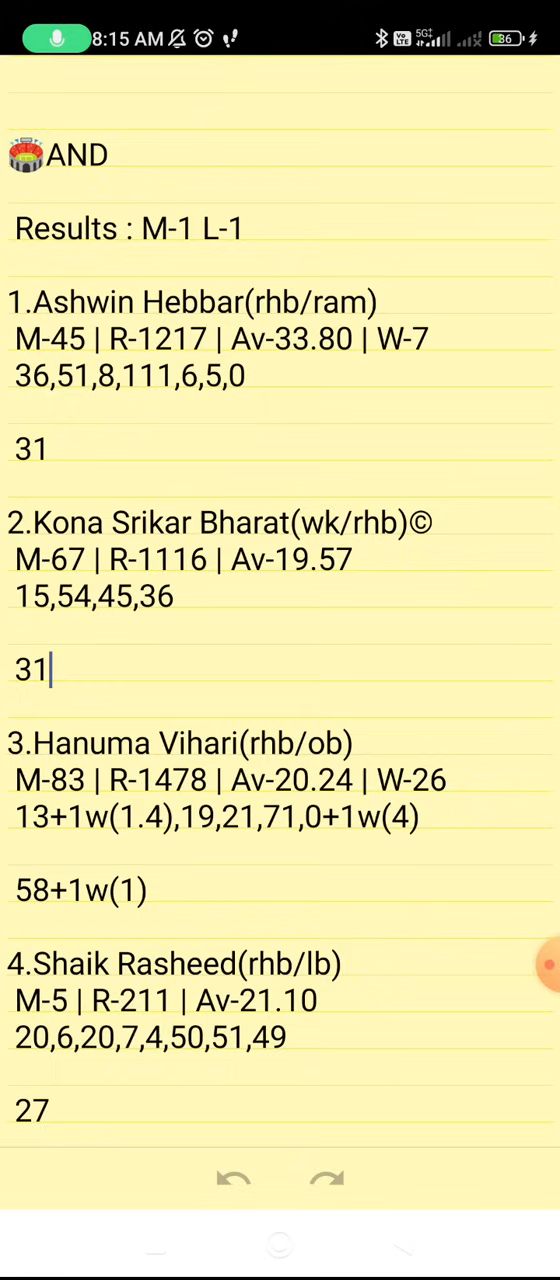 8:15 AM
Vo LTE 5G+ 36
🏟️AND
Results : M-1 L-1
1.Ashwin Hebbar(rhb/ram)
M-45 | R-1217 | Av-33.80 | W-7
36,51,8,111,6,5,0
31
2.Kona Srikar Bharat(wk/rhb)©
M-67 | R-1116 | Av-19.57
15,54,45,36
31
3.Hanuma Vihari(rhb/ob)
M-83 | R-1478 | Av-20.24 | W-26
13+1w(1.4),19,21,71,0+1w(4)
58+1w(1)
4.Shaik Rasheed(rhb/lb)
M-5 | R-211 | Av-21.10
20,6,20,7,4,50,51,49
27